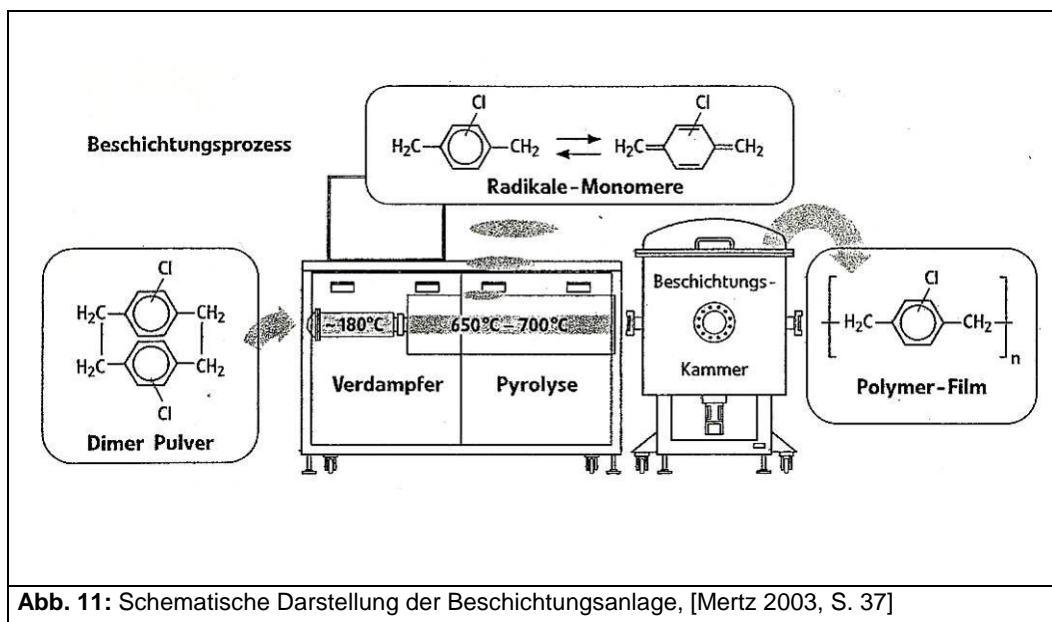 Beschichtungsprozess
Cl
H₂C
CH₂
Cl
H₂C
CH₂
Radikale-Monomere
Cl
H₂C
CH₂
H₂C
CH₂
Cl
Dimer Pulver
~180°C
650°C – 700°C
Verdampfer
Pyrolyse
Beschichtungs-
Kammer
Cl
H₂C
CH₂
n
Polymer-Film
Abb. 11: Schematische Darstellung der Beschichtungsanlage, [Mertz 2003, S. 37]